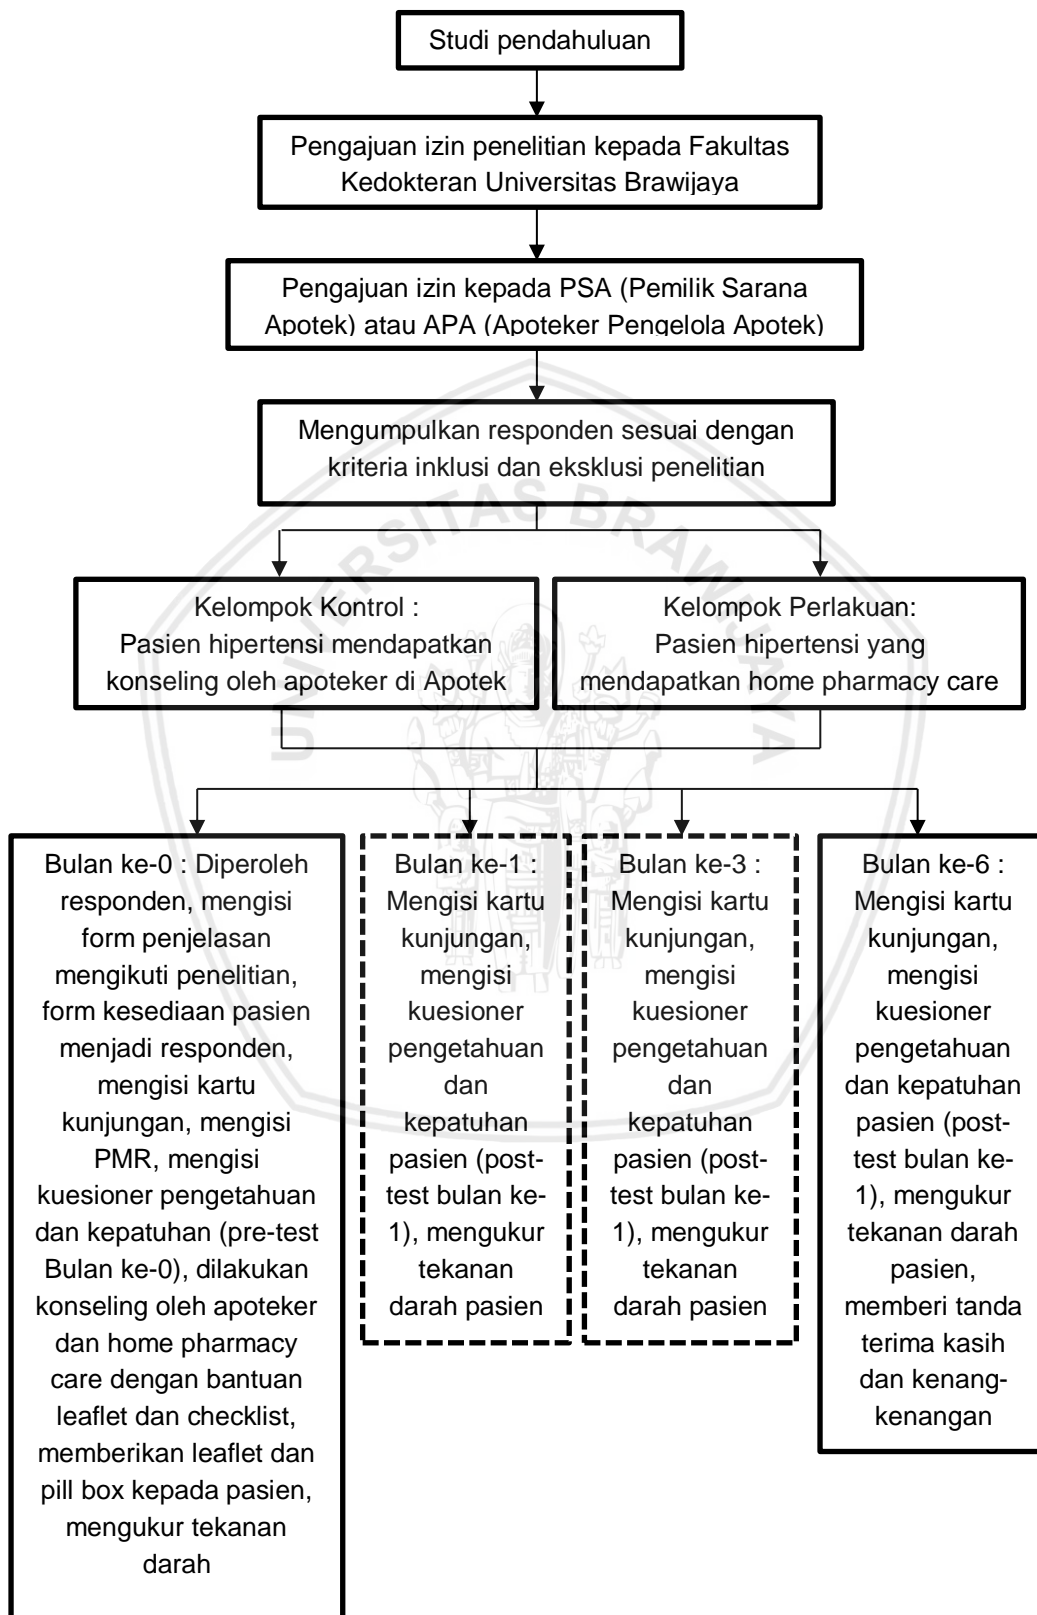 Studi pendahuluan
Pengajuan izin penelitian kepada Fakultas
Kedokteran Universitas Brawijaya
Pengajuan izin kepada PSA (Pemilik Sarana
Apotek) atau APA (Apoteker Pengelola Apotek)
Mengumpulkan responden sesuai dengan
kriteria inklusi dan eksklusi penelitian
UNIVERSITAS BRAWIJAYA
Kelompok Kontrol :
Pasien hipertensi mendapatkan
konseling oleh apoteker di Apotek
Kelompok Perlakuan:
Pasien hipertensi yang
mendapatkan home pharmacy care
Bulan ke-0 : Diperoleh
responden, mengisi
form penjelasan
mengikuti penelitian,
form kesediaan pasien
menjadi responden,
mengisi kartu
kunjungan, mengisi
PMR, mengisi
kuesioner pengetahuan
dan kepatuhan (pre-test
Bulan ke-0), dilakukan
konseling oleh apoteker
dan home pharmacy
care dengan bantuan
leaflet dan checklist,
memberikan leaflet dan
pill box kepada pasien,
mengukur tekanan
darah
Bulan ke-1 :
Mengisi kartu
kunjungan,
mengisi
kuesioner
pengetahuan
dan
kepatuhan
pasien (post-
test bulan ke-
1), mengukur
tekanan
darah pasien
Bulan ke-3 :
Mengisi kartu
kunjungan,
mengisi
kuesioner
pengetahuan
dan
kepatuhan
pasien (post-
test bulan ke-
1), mengukur
tekanan
darah pasien
Bulan ke-6 :
Mengisi kartu
kunjungan,
mengisi
kuesioner
pengetahuan
dan kepatuhan
pasien (post-
test bulan ke-
1), mengukur
tekanan darah
pasien,
memberi tanda
terima kasih
dan kenang-
kenangan